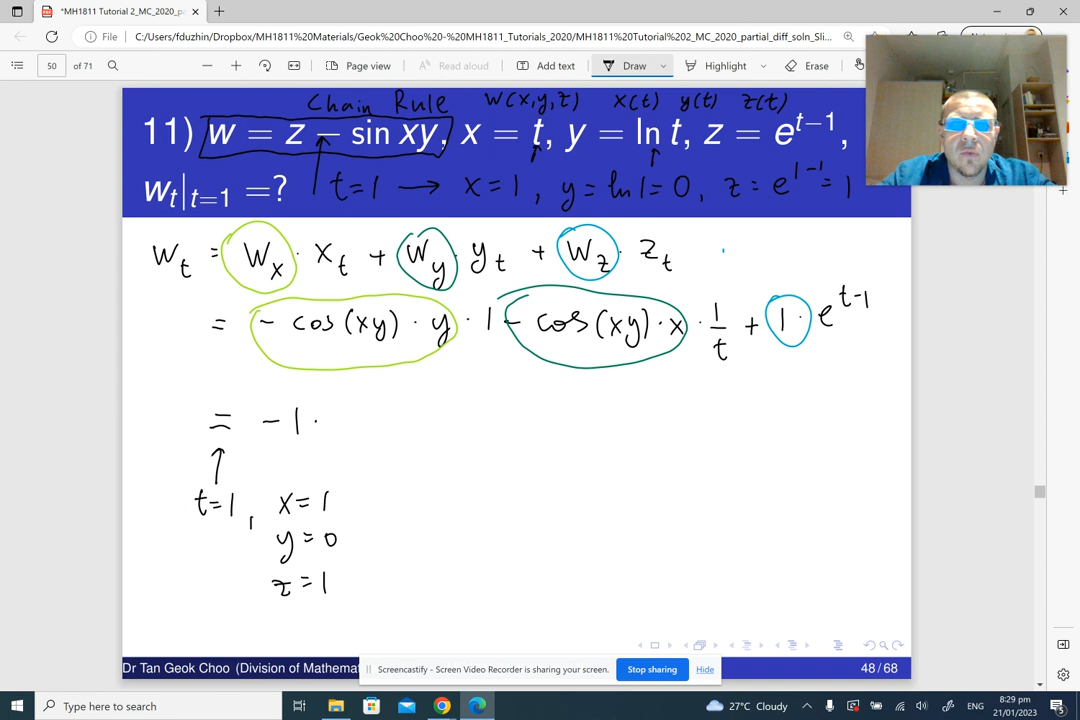 *MH1811 Tutorial 2_MC_2020_pa
File C:/Users/fduzhin/Dropbox/MH1811%20Materials/Geok%20Choo%20-%20MH1811_Tutorials_2020/MH1811%20Tutorial%202_MC_2020_partial_diff_soln_Sli...
50 of 71 Page view Read aloud Add text Draw Highlight Erase
Chain Rule w(x,y,z) x(t) y(t) z(t)
11) w = z − sin xy, x = t, y = ln t, z = e^{t−1},
w_t|_{t=1} =? t=1 → x=1, y=ln1=0, z=e^{1-1}=1
w_t = w_x · x_t + w_y · y_t + w_z · z_t
= - cos(xy) · y · 1 - cos(xy) · x · 1/t + 1 · e^{t-1}
= -1 ·
↑
t=1, x=1
y=0
z=1
Dr Tan Geok Choo (Division of Mathema
48 / 68
Screencastify - Screen Video Recorder is sharing your screen. Stop sharing Hide
Type here to search
27°C Cloudy ENG 8:29 pm
21/01/2023
5